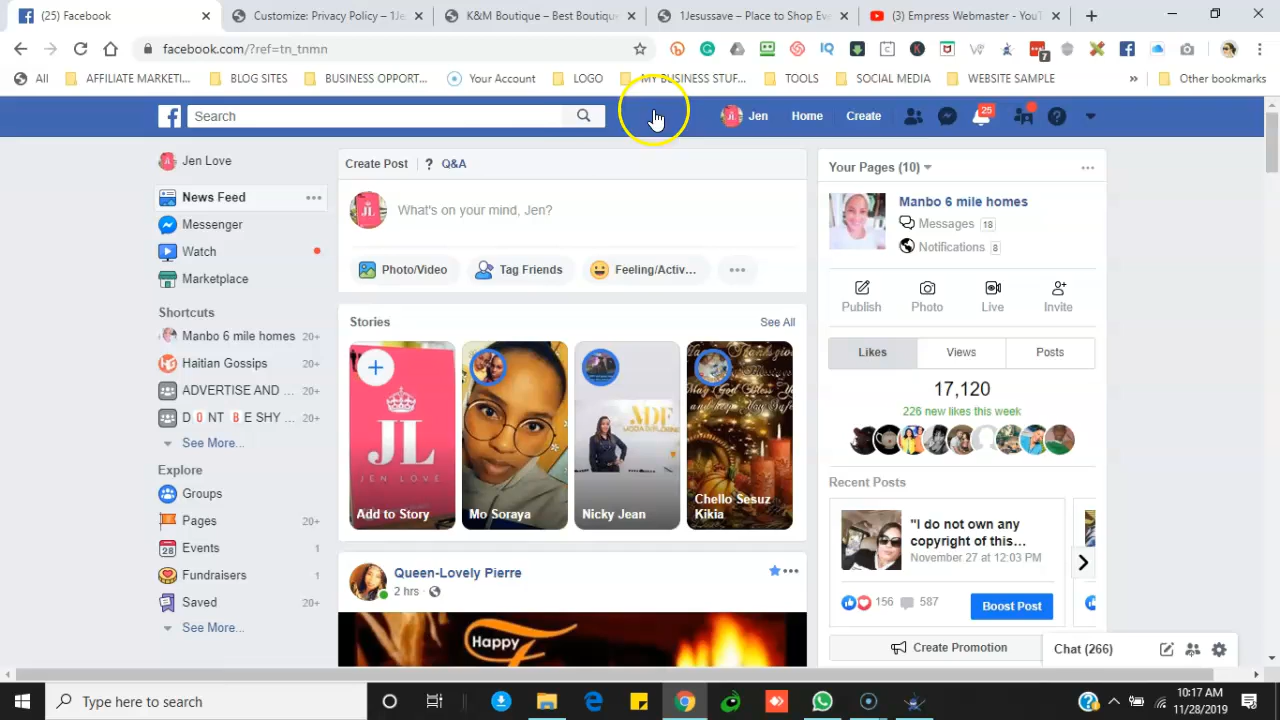 (25) Facebook
Customize: Privacy Policy – 1Je
K&M Boutique – Best Boutique
1Jesussave – Place to Shop Eve
(3) Empress Webmaster - YouT
facebook.com/?ref=tn_tnmn
7
All
AFFILIATE MARKETI...
BLOG SITES
BUSINESS OPPORT...
Your Account
LOGO
MY BUSINESS STUF...
TOOLS
SOCIAL MEDIA
WEBSITE SAMPLE
Other bookmarks
Search
Jen
Home
Create
25
Jen Love
News Feed
Messenger
Watch
Marketplace
Shortcuts
Manbo 6 mile homes 20+
Haitian Gossips 20+
ADVERTISE AND ... 20+
D 0 NT B E SHY ... 20+
See More...
Explore
Groups
Pages 20+
Events 1
Fundraisers 1
Saved 20+
See More...
Create Post
? Q&A
What's on your mind, Jen?
Photo/Video
Tag Friends
Feeling/Activ...
Stories
See All
JL
JEN LOVE
Add to Story
Mo Soraya
Nicky Jean
Chello Sesuz
Kikia
Queen-Lovely Pierre
2 hrs
Happy
Your Pages (10)
Manbo 6 mile homes
Messages 18
Notifications 8
Publish
Photo
Live
Invite
Likes
Views
Posts
17,120
226 new likes this week
Recent Posts
"I do not own any
copyright of this...
November 27 at 12:03 PM
156
587
Boost Post
Create Promotion
Chat (266)
Type here to search
10:17 AM
11/28/2019